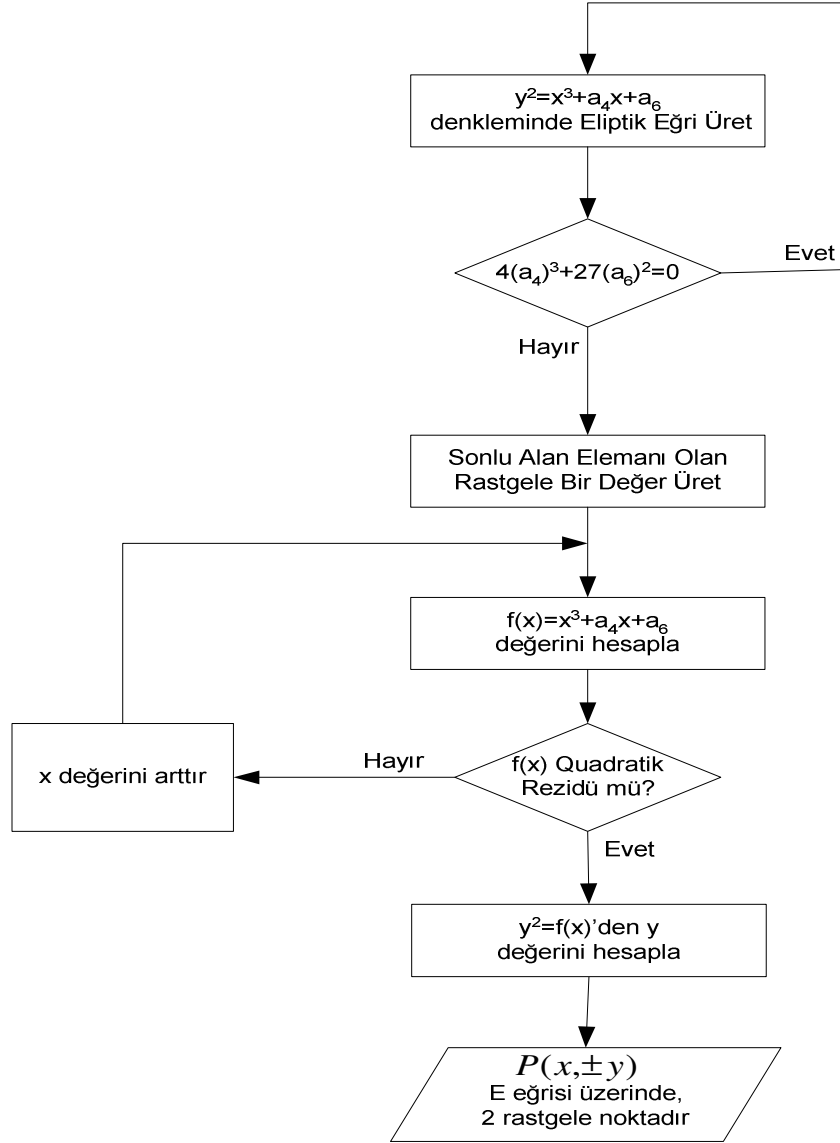 y²=x³+a₄x+a₆
denkleminde Eliptik Eğri Üret
4(a₄)³+27(a₆)²=0
Evet
Hayır
Sonlu Alan Elemanı Olan
Rastgele Bir Değer Üret
f(x)=x³+a₄x+a₆
değerini hesapla
x değerini arttır
Hayır
f(x) Quadratik
Rezidü mü?
Evet
y²=f(x)’den y
değerini hesapla
P(x,±y)
E eğrisi üzerinde,
2 rastgele noktadır